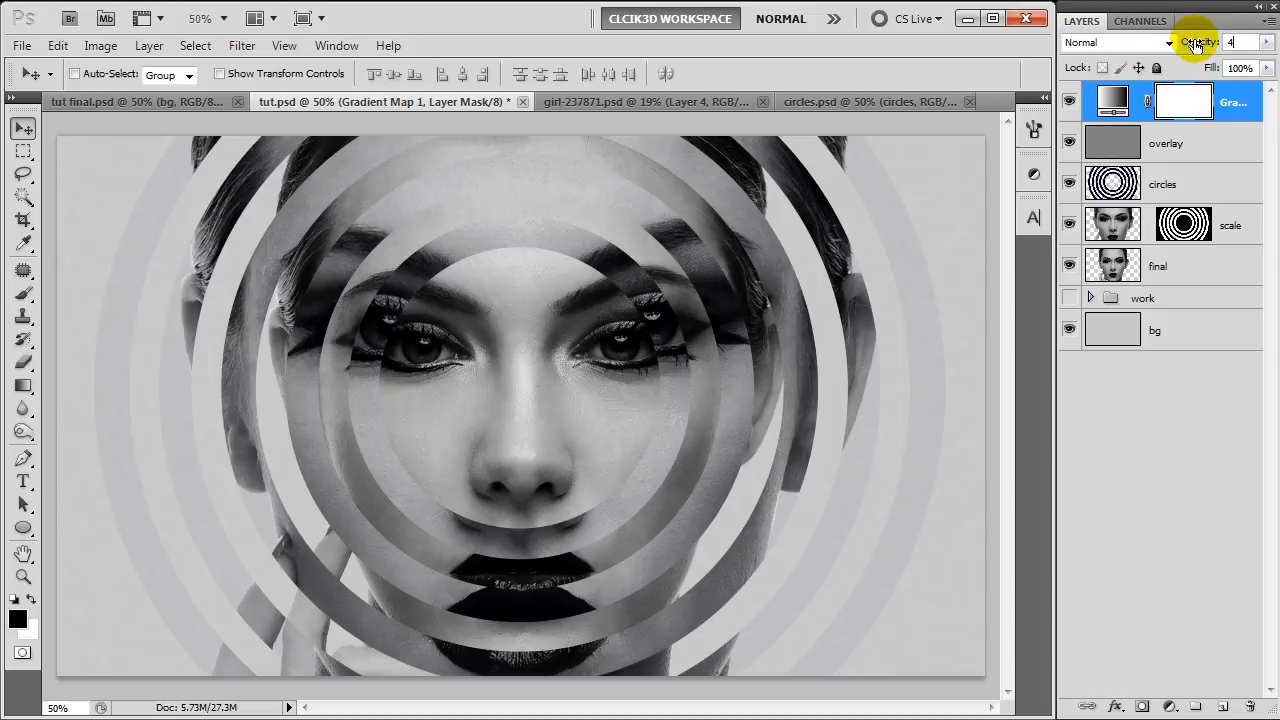 Ps Br Mb 50% CLCIK3D WORKSPACE NORMAL CS Live
File Edit Image Layer Select Filter View Window Help
Auto-Select: Group Show Transform Controls
tut final.psd @ 50% (bg, RGB/8... tut.psd @ 50% (Gradient Map 1, Layer Mask/8) * girl-237871.psd @ 19% (Layer 0, RGB/... circles.psd @ 50% (circles, RGB/...
LAYERS CHANNELS
Normal Opacity: 4
Lock: Fill: 100%
Gra...
overlay
circles
scale
final
work
bg
50% Doc: 5.73M/27.3M